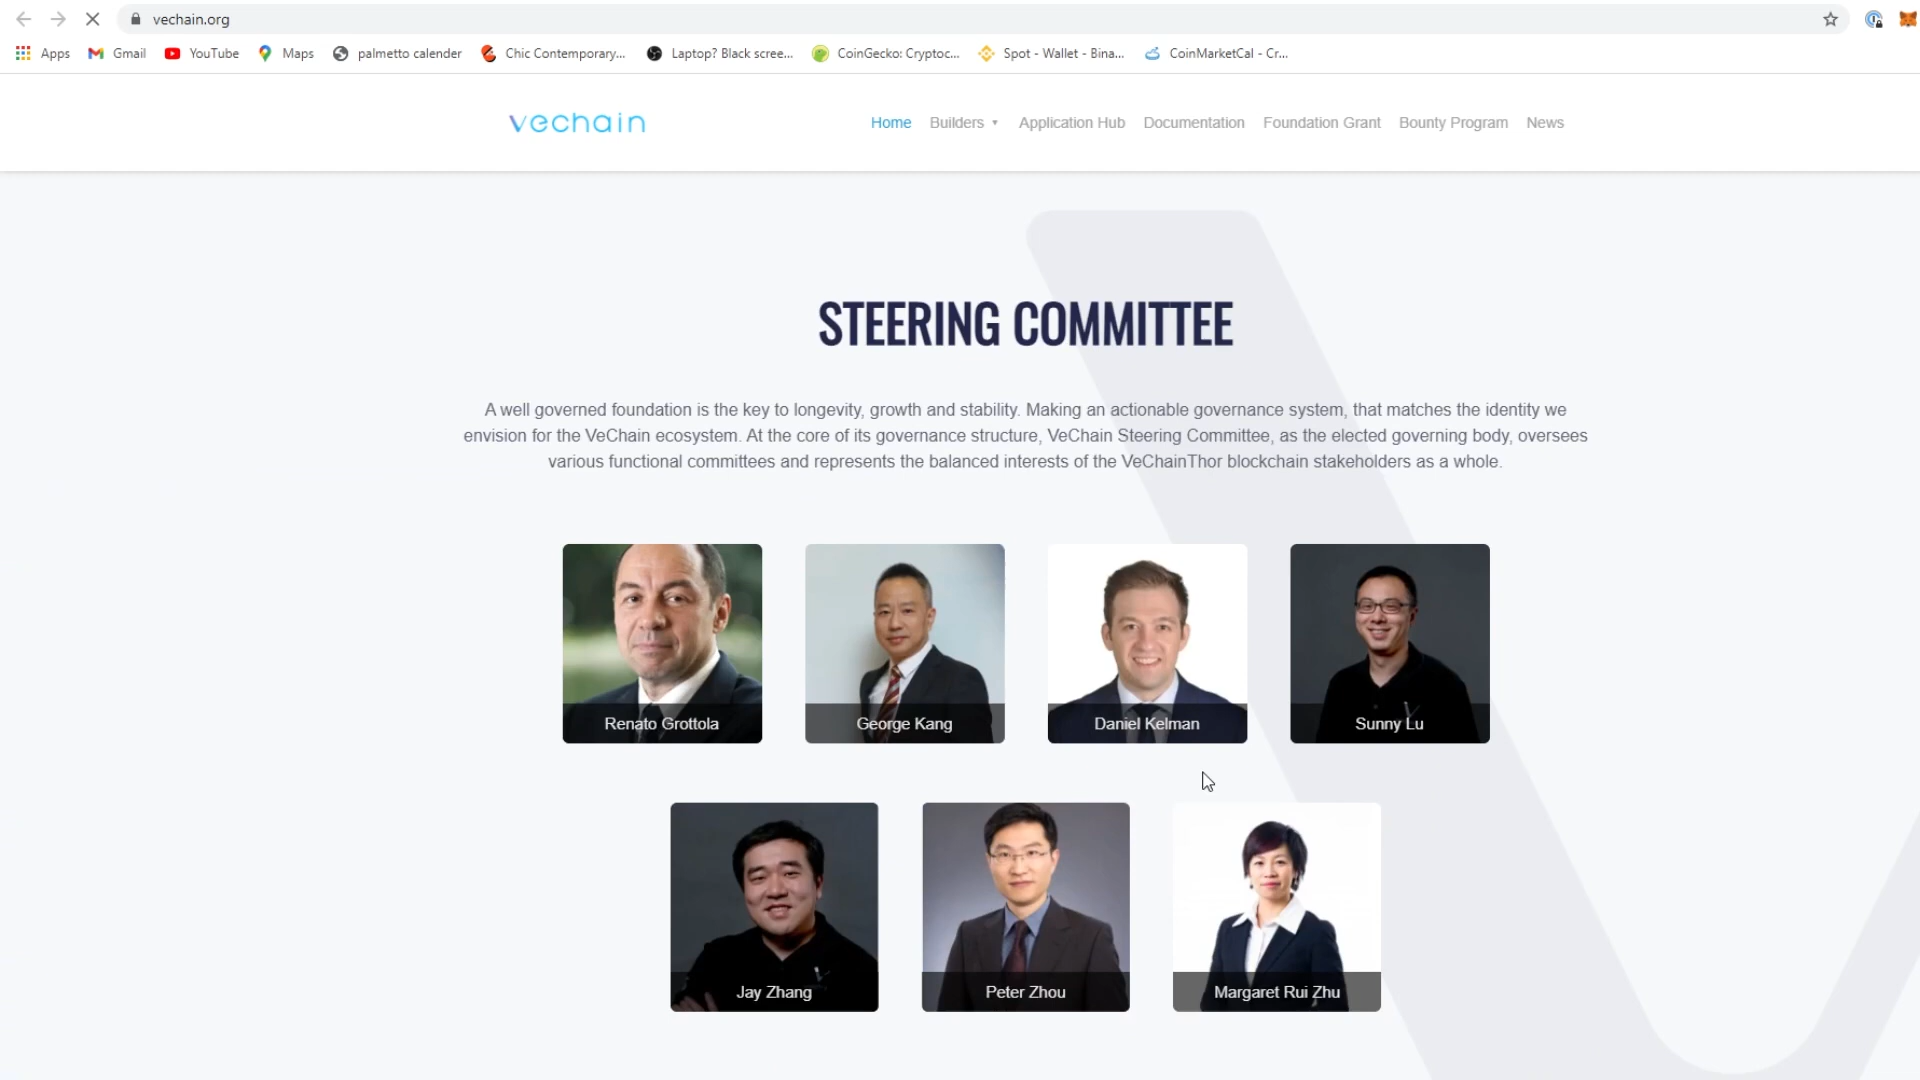 vechain.org
Apps Gmail YouTube Maps palmetto calender Chic Contemporary... Laptop? Black scree... CoinGecko: Cryptoc... Spot - Wallet - Bina... CoinMarketCal - Cr...
vechain Home Builders Application Hub Documentation Foundation Grant Bounty Program News
STEERING COMMITTEE
A well governed foundation is the key to longevity, growth and stability. Making an actionable governance system, that matches the identity we
envision for the VeChain ecosystem. At the core of its governance structure, VeChain Steering Committee, as the elected governing body, oversees
various functional committees and represents the balanced interests of the VeChainThor blockchain stakeholders as a whole.
Renato Grottola George Kang Daniel Kelman Sunny Lu
Jay Zhang Peter Zhou Margaret Rui Zhu